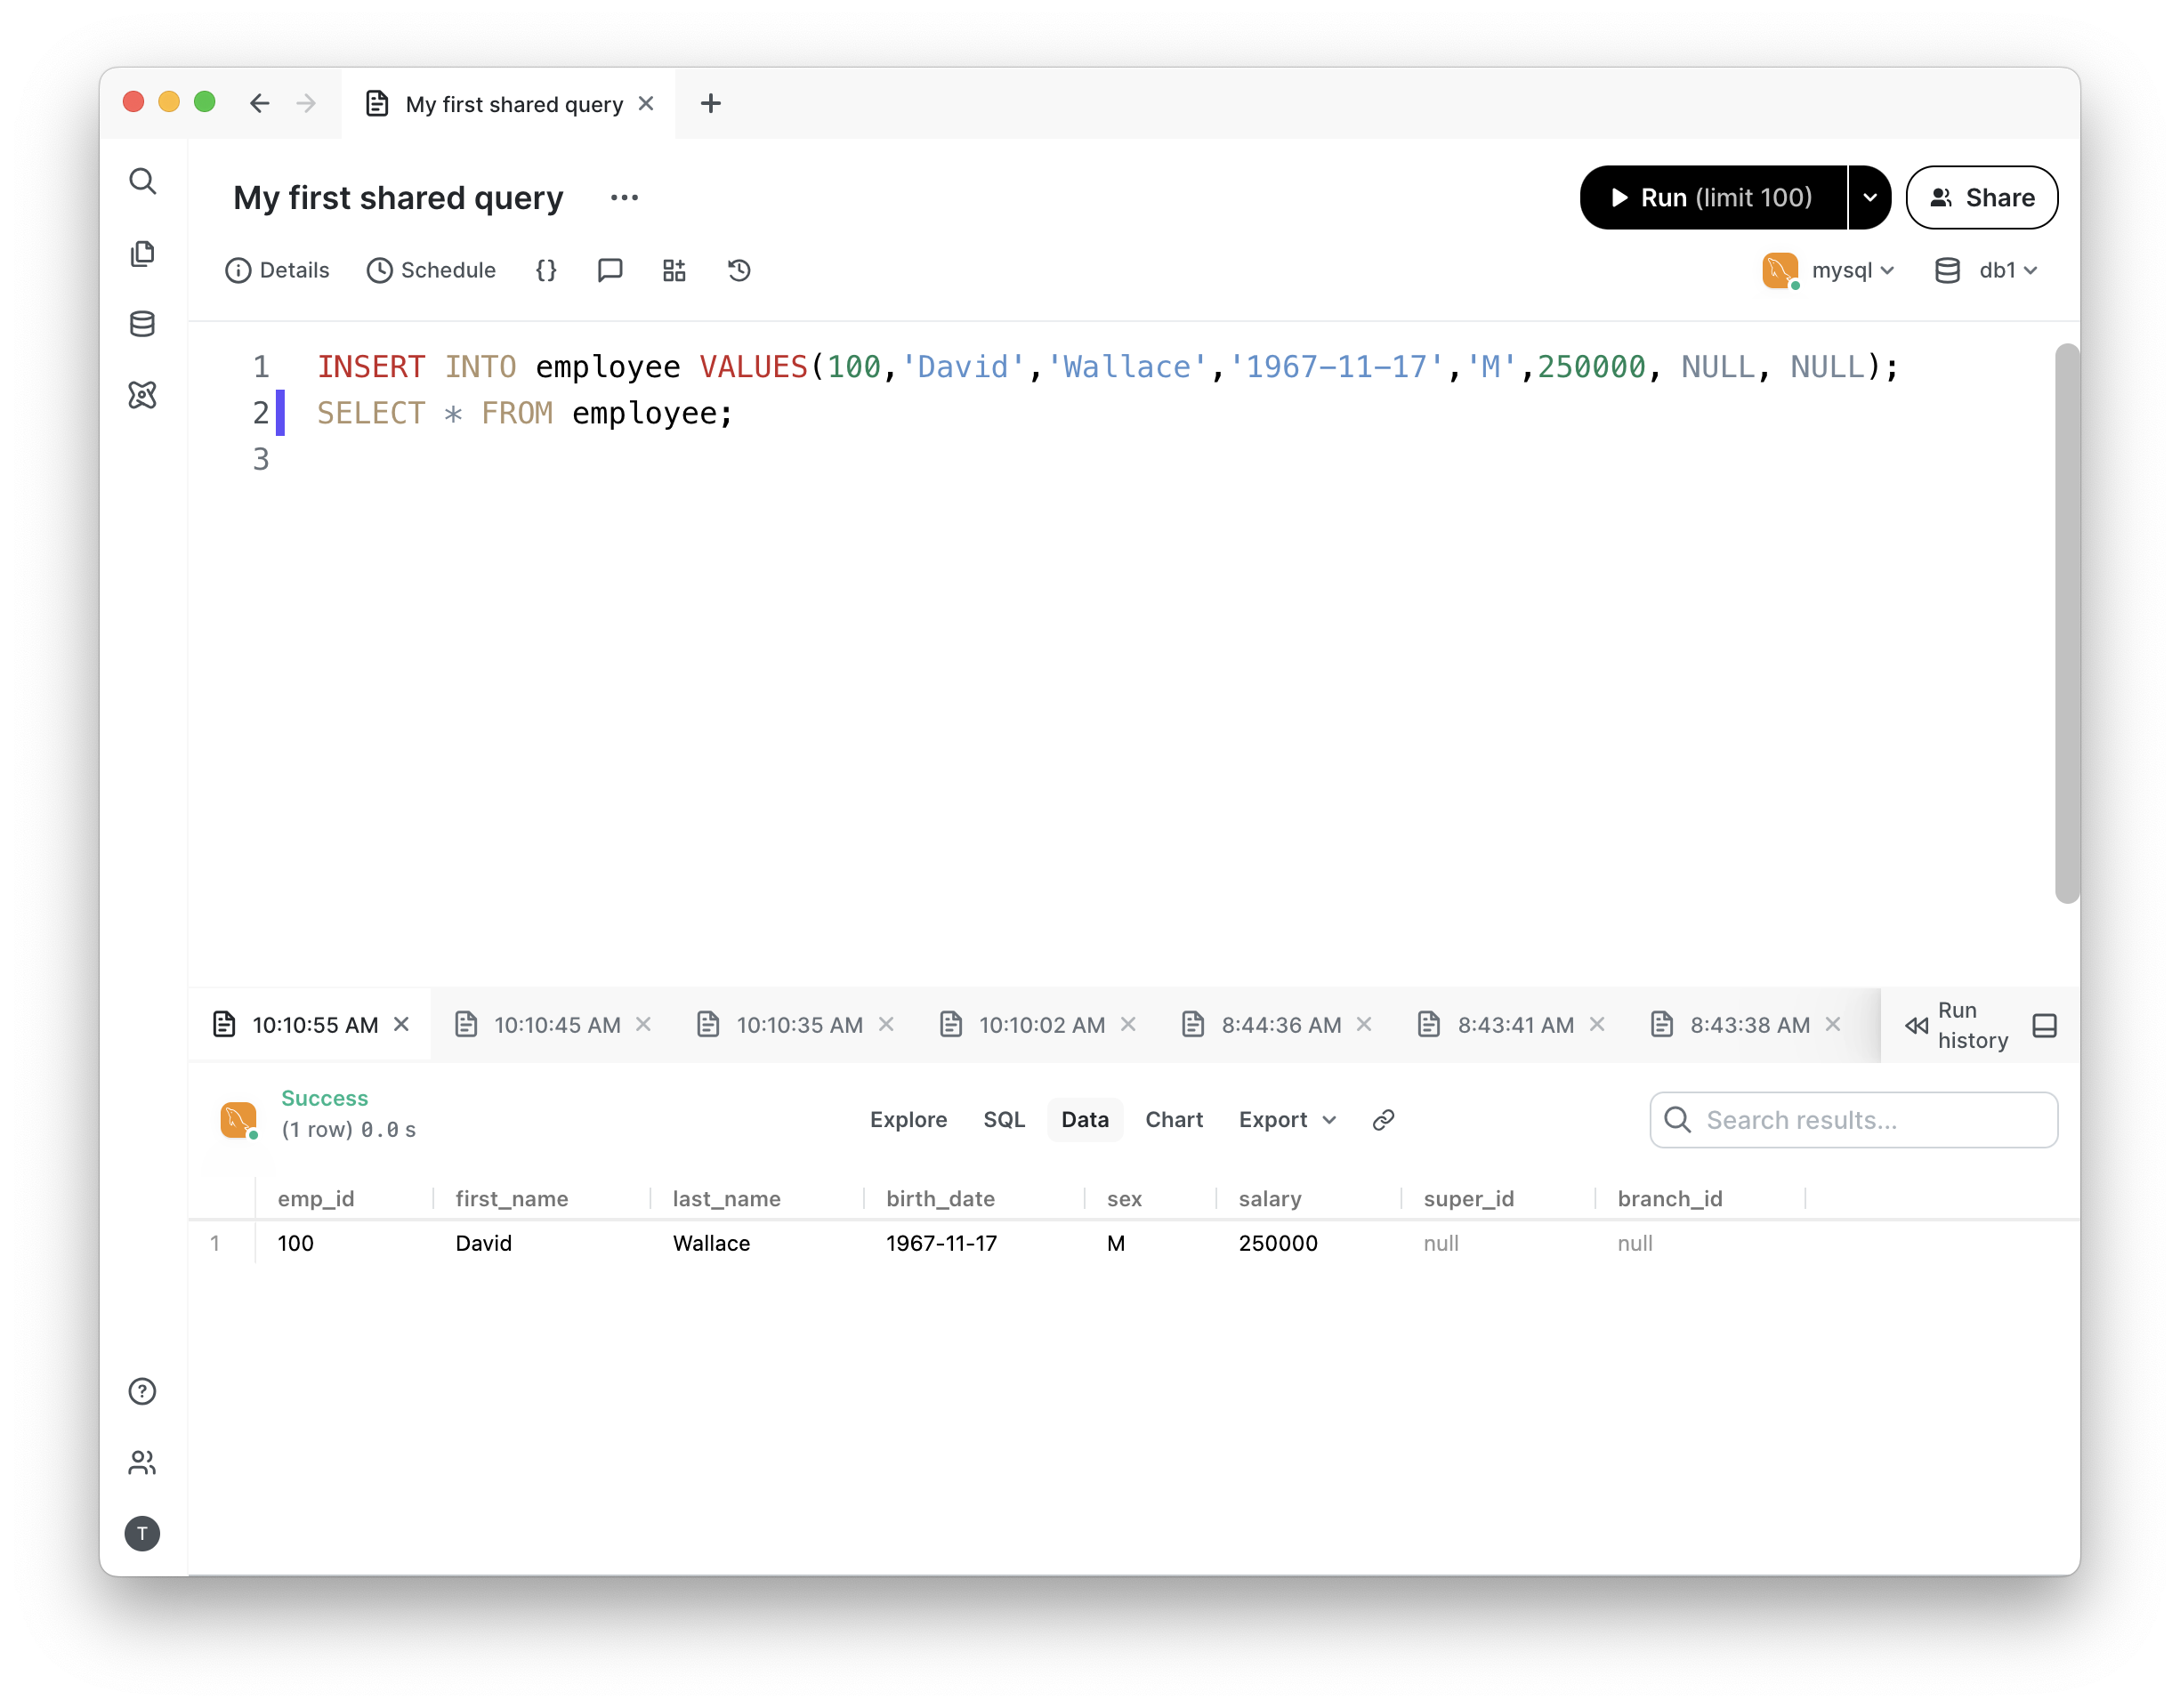 My first shared query
My first shared query
Run (limit 100)
Share
Details
Schedule
{}
mysql
db1
1 INSERT INTO employee VALUES(100,'David','Wallace','1967-11-17','M',250000, NULL, NULL);
2 SELECT * FROM employee;
3
10:10:55 AM
10:10:45 AM
10:10:35 AM
10:10:02 AM
8:44:36 AM
8:43:41 AM
8:43:38 AM
Run
history
Success
(1 row) 0.0 s
Explore
SQL
Data
Chart
Export
Search results...
emp_id first_name last_name birth_date sex salary super_id branch_id
1 100 David Wallace 1967-11-17 M 250000 null null
?
T